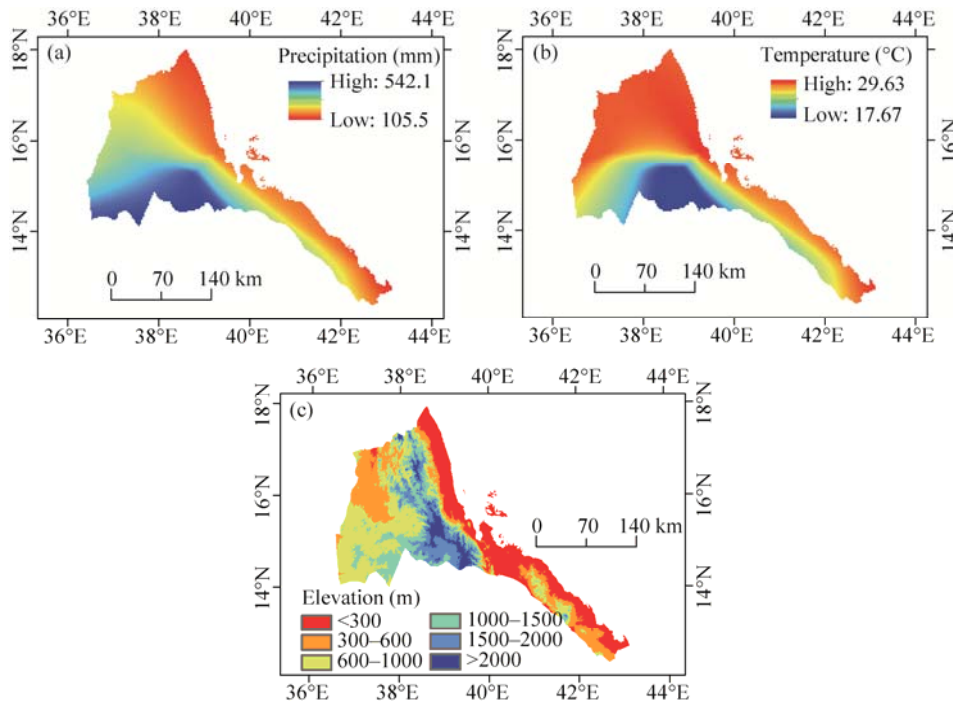 36°E 38°E 40°E 42°E 44°E
(a) Precipitation (mm)
High: 542.1
Low: 105.5
18°N
16°N
14°N
0 70 140 km
36°E 38°E 40°E 42°E 44°E
36°E 38°E 40°E 42°E 44°E
(b) Temperature (°C)
High: 29.63
Low: 17.67
18°N
16°N
14°N
18°N
16°N
14°N
0 70 140 km
36°E 38°E 40°E 42°E 44°E
36°E 38°E 40°E 42°E 44°E
(c)
18°N
16°N
14°N
18°N
16°N
14°N
0 70 140 km
Elevation (m)
<300
300–600
600–1000
1000–1500
1500–2000
>2000
36°E 38°E 40°E 42°E 44°E